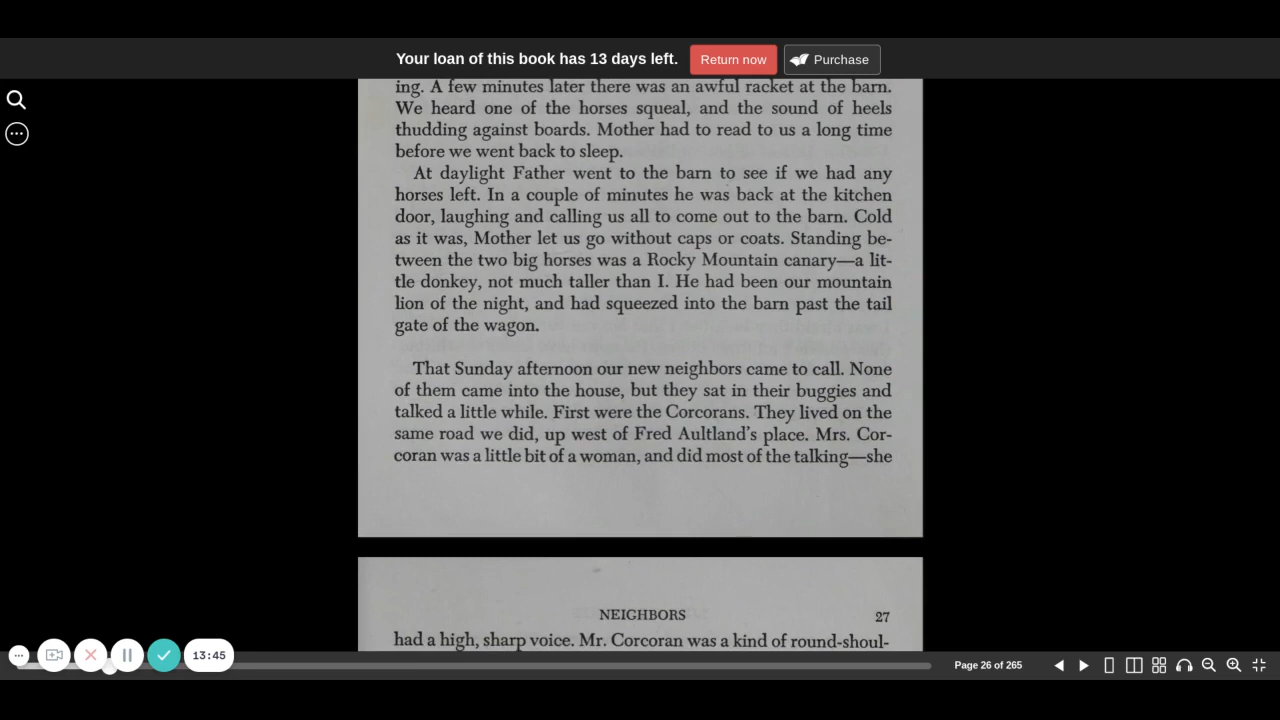 Your loan of this book has 13 days left. Return now Purchase
ing. A few minutes later there was an awful racket at the barn.
We heard one of the horses squeal, and the sound of heels
thudding against boards. Mother had to read to us a long time
before we went back to sleep.
At daylight Father went to the barn to see if we had any
horses left. In a couple of minutes he was back at the kitchen
door, laughing and calling us all to come out to the barn. Cold
as it was, Mother let us go without caps or coats. Standing be-
tween the two big horses was a Rocky Mountain canary—a lit-
tle donkey, not much taller than I. He had been our mountain
lion of the night, and had squeezed into the barn past the tail
gate of the wagon.
That Sunday afternoon our new neighbors came to call. None
of them came into the house, but they sat in their buggies and
talked a little while. First were the Corcorans. They lived on the
same road we did, up west of Fred Aultland's place. Mrs. Cor-
coran was a little bit of a woman, and did most of the talking—she
NEIGHBORS 27
had a high, sharp voice. Mr. Corcoran was a kind of round-shoul-
13:45
Page 26 of 265